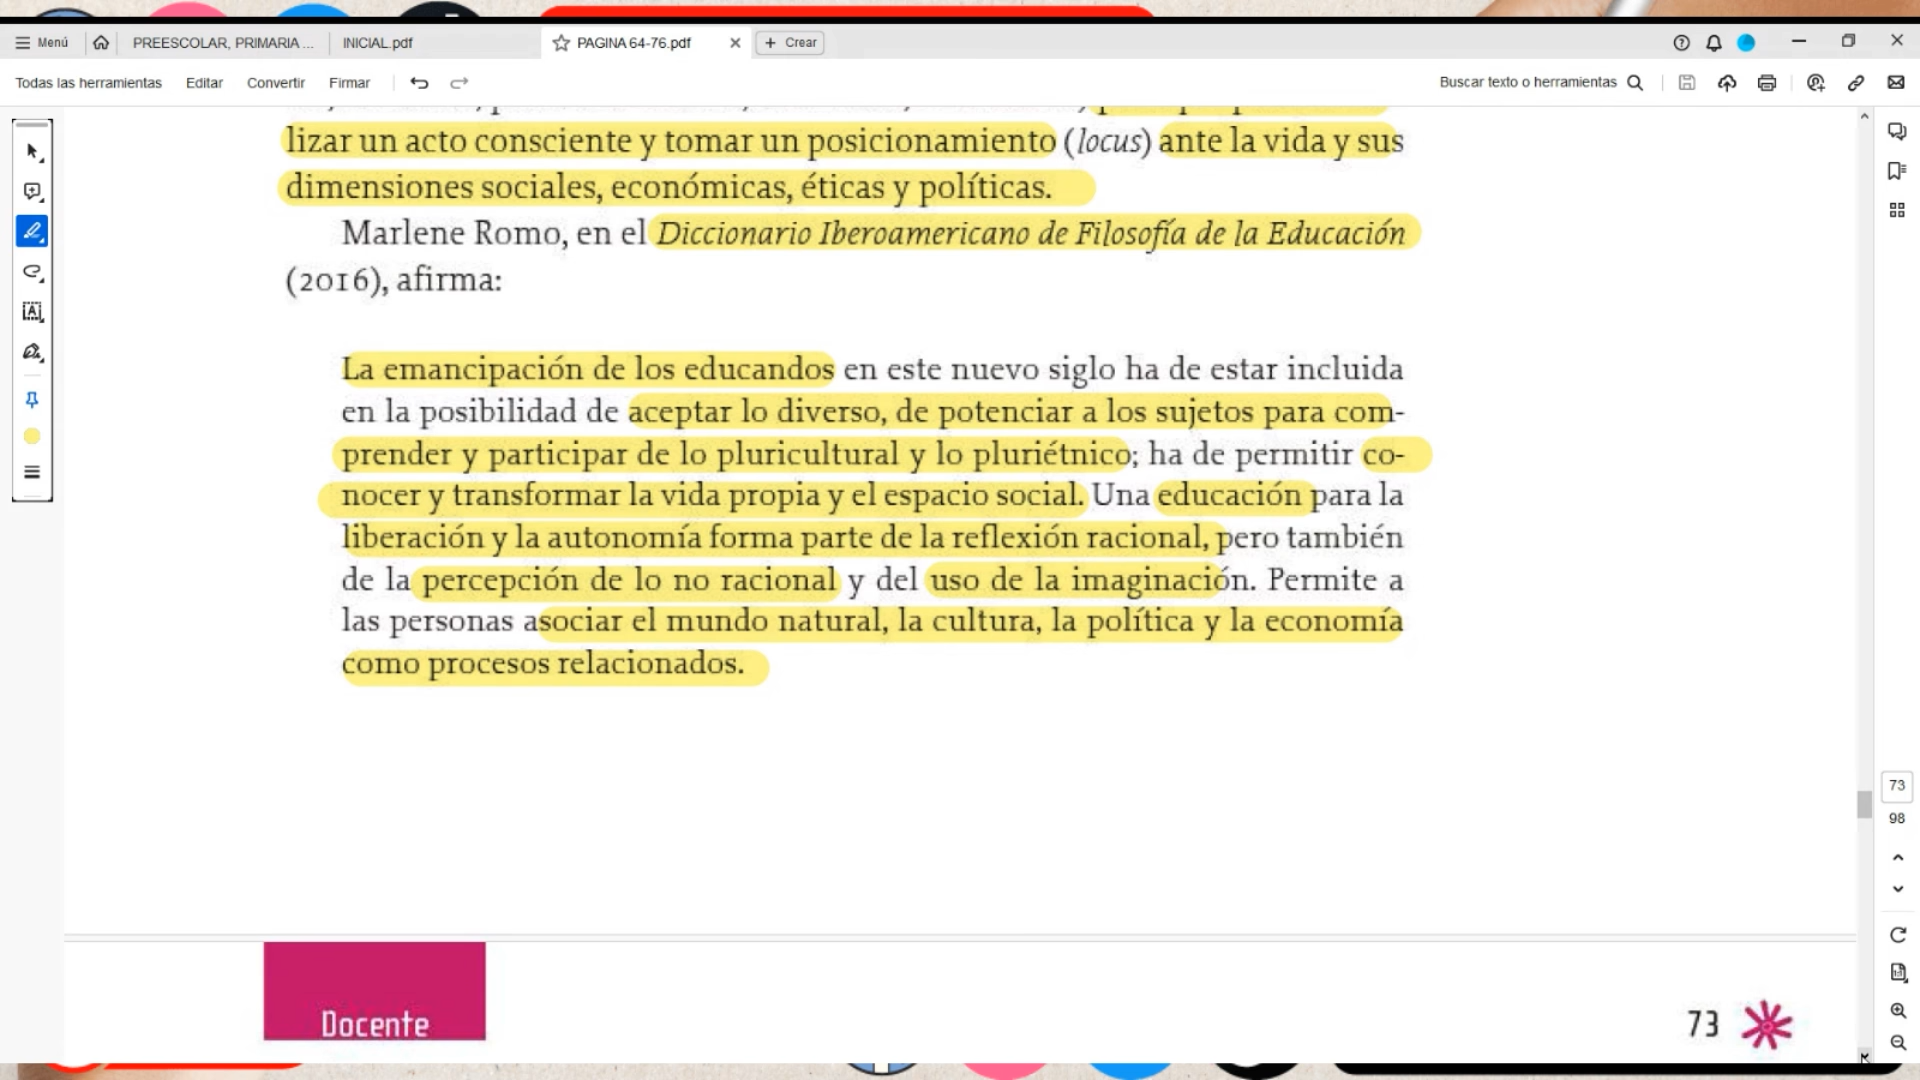 Menú
PREESCOLAR, PRIMARIA ...
INICIAL.pdf
PAGINA 64-76.pdf
Crear
Todas las herramientas
Editar
Convertir
Firmar
Buscar texto o herramientas
lizar un acto consciente y tomar un posicionamiento (locus) ante la vida y sus
dimensiones sociales, económicas, éticas y políticas.
Marlene Romo, en el Diccionario Iberoamericano de Filosofía de la Educación
(2016), afirma:
La emancipación de los educandos en este nuevo siglo ha de estar incluida
en la posibilidad de aceptar lo diverso, de potenciar a los sujetos para com-
prender y participar de lo pluricultural y lo pluriétnico; ha de permitir co-
nocer y transformar la vida propia y el espacio social. Una educación para la
liberación y la autonomía forma parte de la reflexión racional, pero también
de la percepción de lo no racional y del uso de la imaginación. Permite a
las personas asociar el mundo natural, la cultura, la política y la economía
como procesos relacionados.
73
98
Docente
73